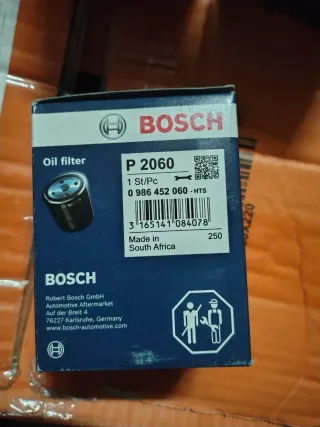 BOSCH
Oil filter
P 2060
1 St/Pc
0 986 452 060 - HTS
3 165141 084078
Made in
South Africa
250
BOSCH
Robert Bosch GmbH
Automotive Aftermarket
Auf der Breit 4
76227 Karlsruhe, Germany
www.bosch-automotive.com